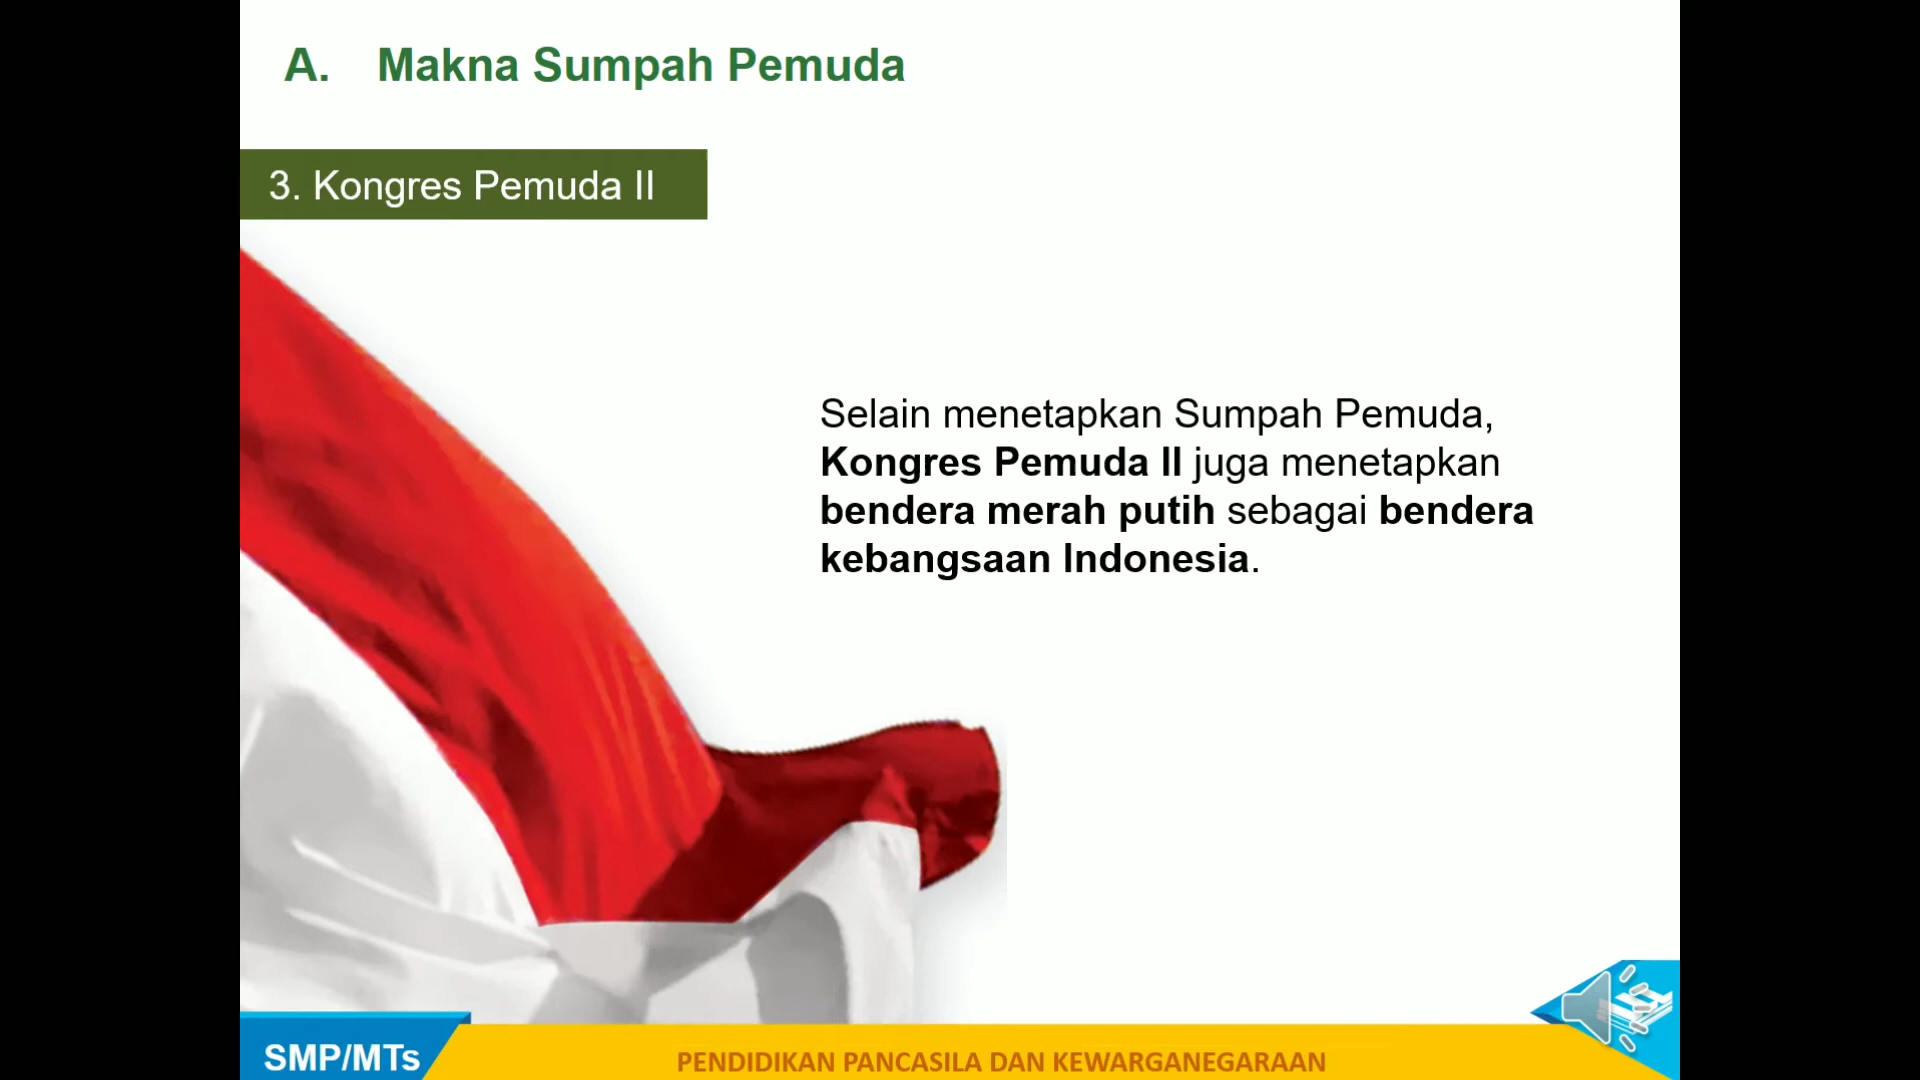 A. Makna Sumpah Pemuda
3. Kongres Pemuda II
Selain menetapkan Sumpah Pemuda,
Kongres Pemuda II juga menetapkan
bendera merah putih sebagai bendera
kebangsaan Indonesia.
SMP/MTs
PENDIDIKAN PANCASILA DAN KEWARGANEGARAAN